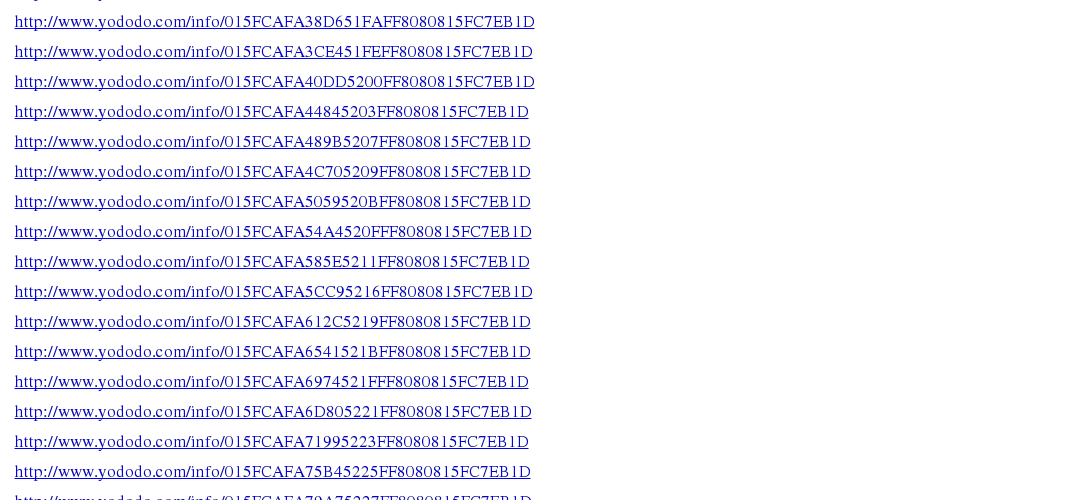 http://www.yododo.com/info/015FCAFA38D651FAFF8080815FC7EB1D
http://www.yododo.com/info/015FCAFA3CE451FEFF8080815FC7EB1D
http://www.yododo.com/info/015FCAFA40DD5200FF8080815FC7EB1D
http://www.yododo.com/info/015FCAFA44845203FF8080815FC7EB1D
http://www.yododo.com/info/015FCAFA489B5207FF8080815FC7EB1D
http://www.yododo.com/info/015FCAFA4C705209FF8080815FC7EB1D
http://www.yododo.com/info/015FCAFA5059520BFF8080815FC7EB1D
http://www.yododo.com/info/015FCAFA54A4520FFF8080815FC7EB1D
http://www.yododo.com/info/015FCAFA585E5211FF8080815FC7EB1D
http://www.yododo.com/info/015FCAFA5CC95216FF8080815FC7EB1D
http://www.yododo.com/info/015FCAFA612C5219FF8080815FC7EB1D
http://www.yododo.com/info/015FCAFA6541521BFF8080815FC7EB1D
http://www.yododo.com/info/015FCAFA6974521FFF8080815FC7EB1D
http://www.yododo.com/info/015FCAFA6D805221FF8080815FC7EB1D
http://www.yododo.com/info/015FCAFA71995223FF8080815FC7EB1D
http://www.yododo.com/info/015FCAFA75B45225FF8080815FC7EB1D